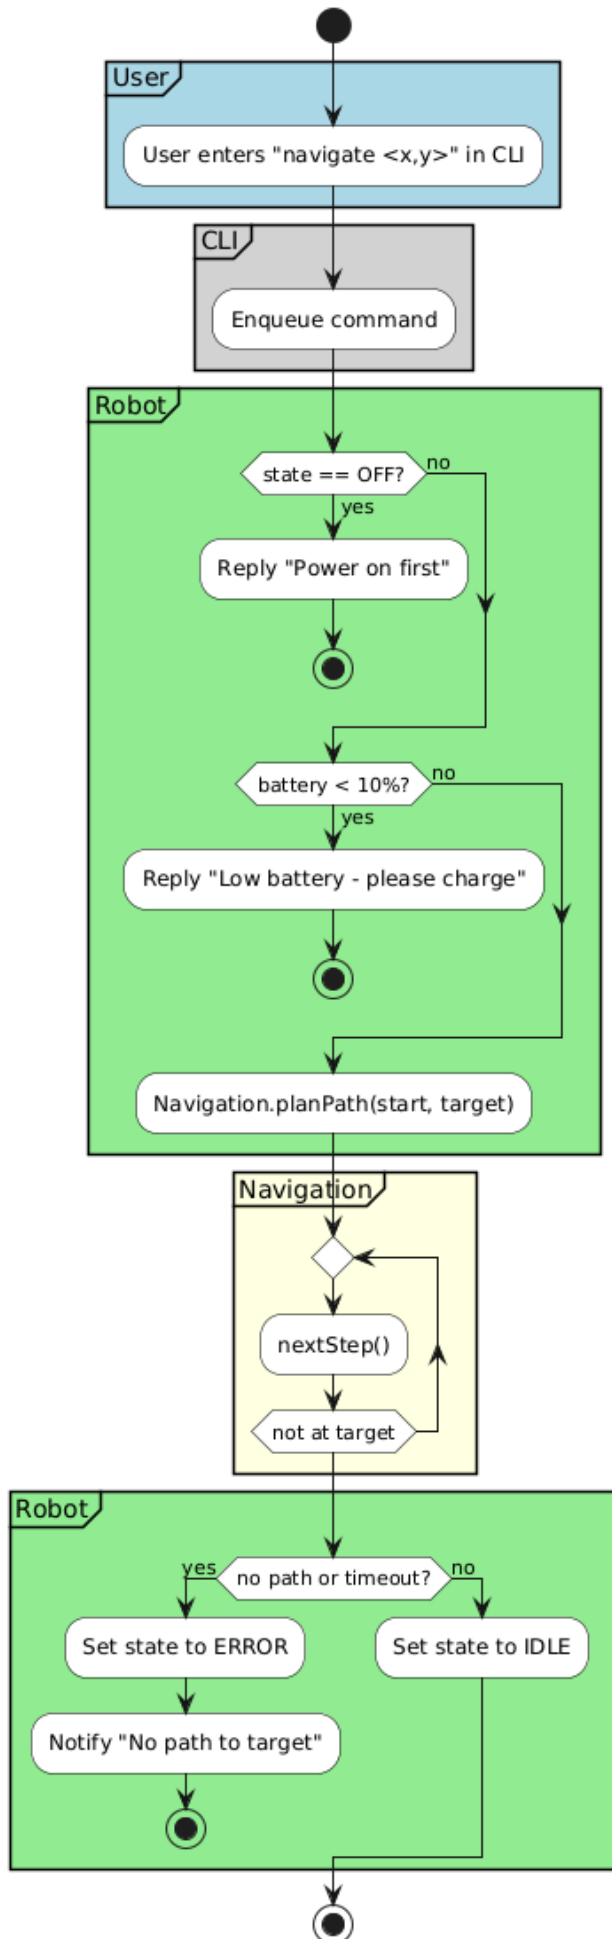 User
User enters "navigate <x,y>" in CLI
CLI
Enqueue command
Robot
state == OFF?
no
yes
Reply "Power on first"
battery < 10%?
no
yes
Reply "Low battery - please charge"
Navigation.planPath(start, target)
Navigation
nextStep()
not at target
Robot
yes
no path or timeout?
no
Set state to ERROR
Set state to IDLE
Notify "No path to target"